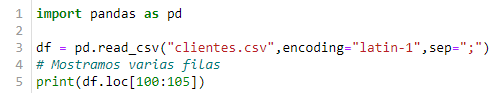 1 import pandas as pd
2
3 df = pd.read_csv("clientes.csv",encoding="latin-1",sep=";")
4 # Mostramos varias filas
5 print(df.loc[100:105])